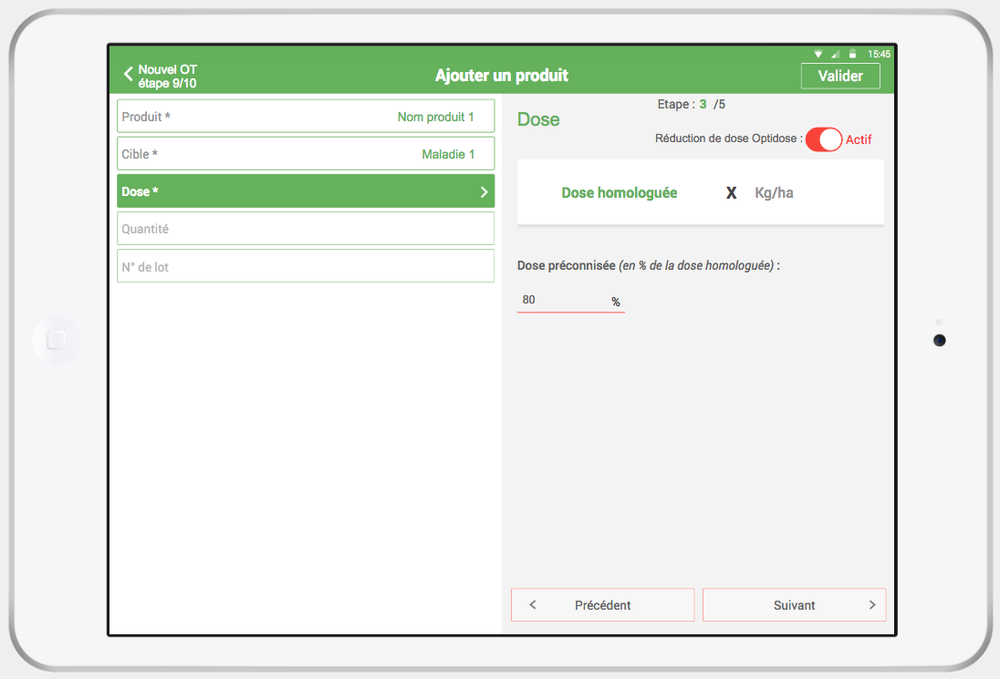 15:45
Nouvel OT
étape 9/10
Ajouter un produit
Valider
Produit *
Nom produit 1
Cible *
Maladie 1
Dose *
Quantité
N° de lot
Etape : 3 /5
Dose
Réduction de dose Optidose : Actif
Dose homologuée X Kg/ha
Dose préconnisée (en % de la dose homologuée) :
80 %
< Précédent
Suivant >